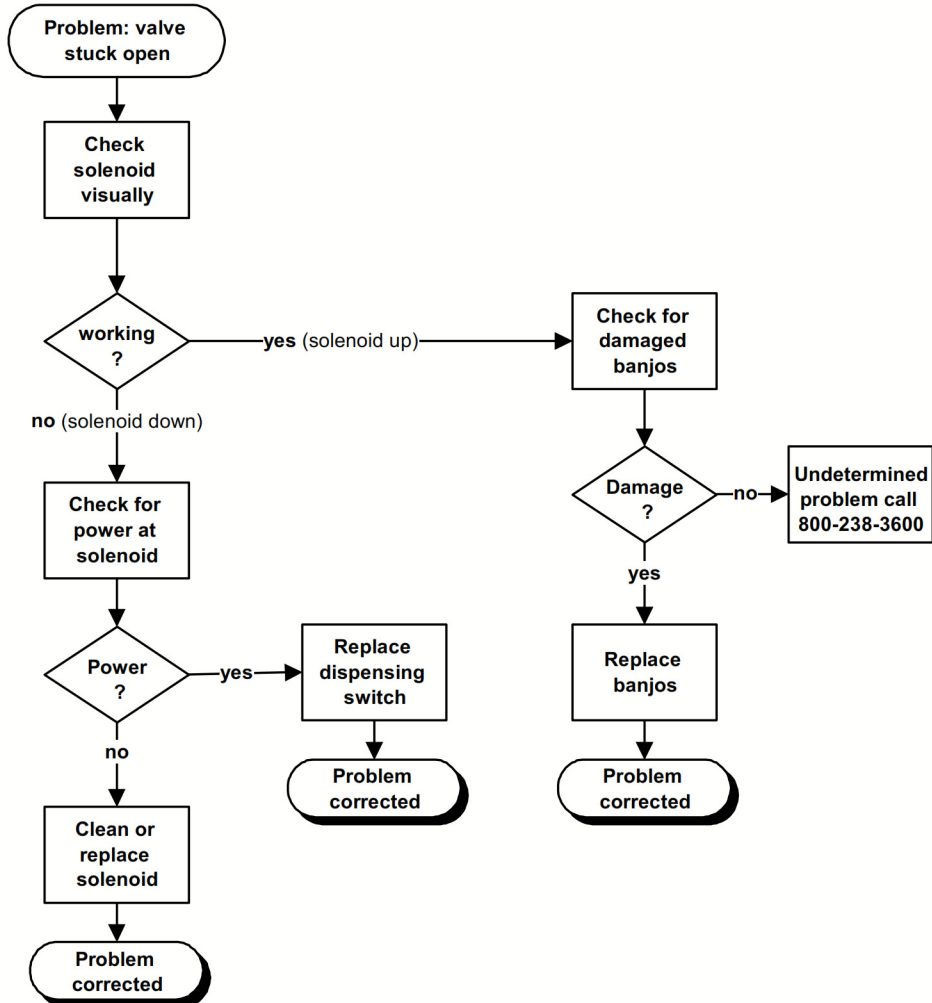 Problem: valve
stuck open
Check
solenoid
visually
working
?
yes (solenoid up)
Check for
damaged
banjos
no (solenoid down)
Damage
?
no
Undetermined
problem call
800-238-3600
Check for
power at
solenoid
yes
Power
?
yes
Replace
dispensing
switch
Replace
banjos
no
Problem
corrected
Problem
corrected
Clean or
replace
solenoid
Problem
corrected